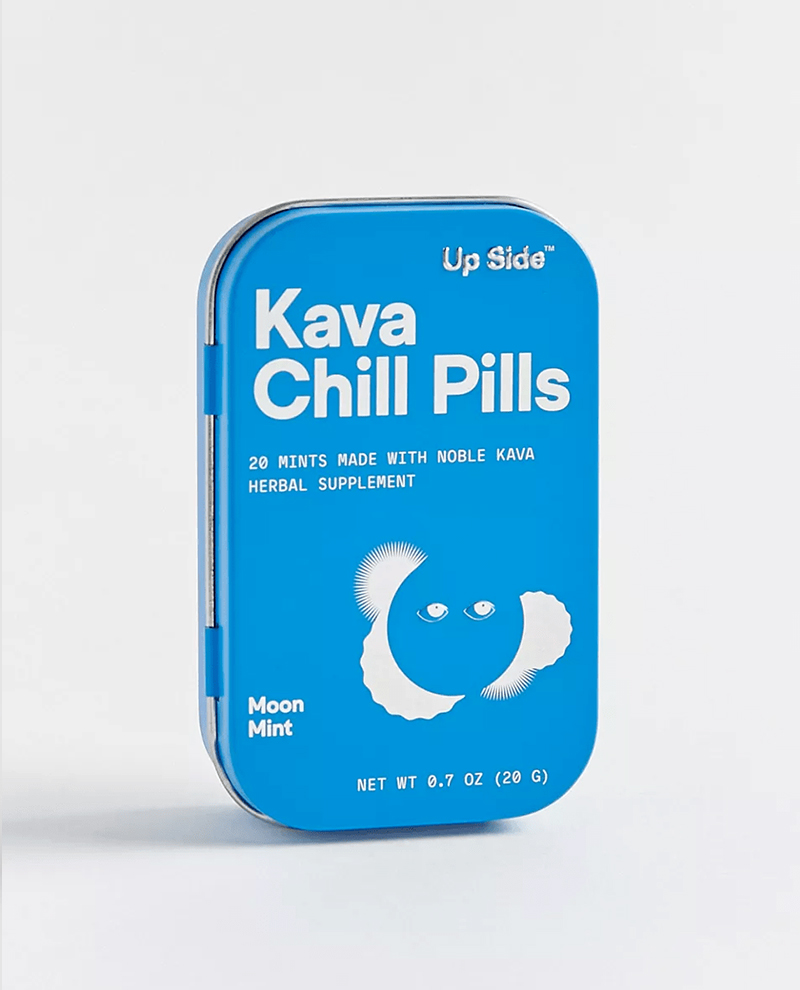 Up Side™
Kava
Chill Pills
20 MINTS MADE WITH NOBLE KAVA
HERBAL SUPPLEMENT
Moon
Mint
NET WT 0.7 OZ (20 G)